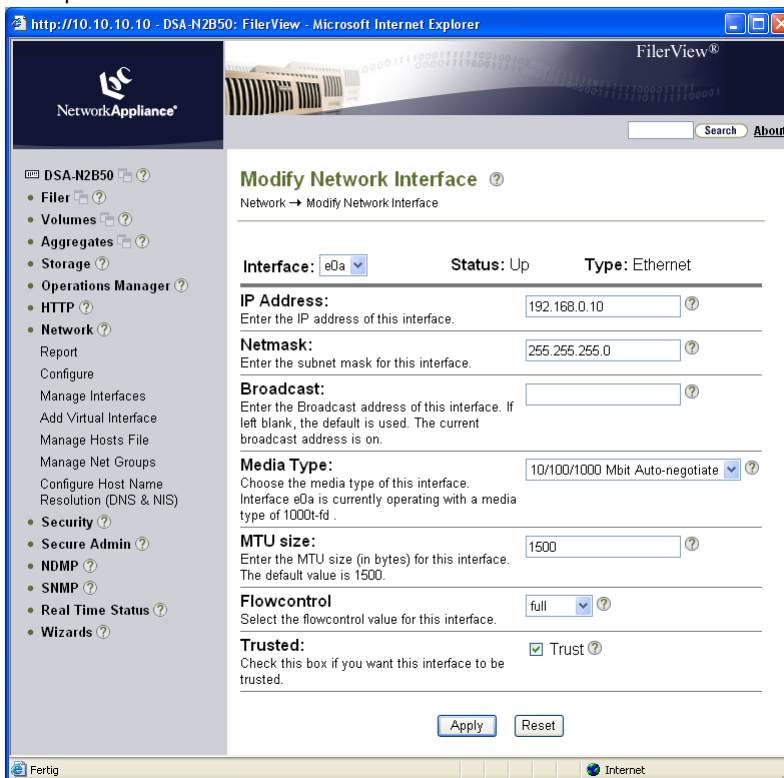 http://10.10.10.10 - DSA-N2B50: FilerView - Microsoft Internet Explorer
FilerView®
NetworkAppliance®
Search About
DSA-N2B50
• Filer
• Volumes
• Aggregates
• Storage
• Operations Manager
• HTTP
• Network
Report
Configure
Manage Interfaces
Add Virtual Interface
Manage Hosts File
Manage Net Groups
Configure Host Name
Resolution (DNS & NIS)
• Security
• Secure Admin
• NDMP
• SNMP
• Real Time Status
• Wizards
Modify Network Interface
Network → Modify Network Interface
Interface: e0a Status: Up Type: Ethernet
IP Address: 192.168.0.10
Enter the IP address of this interface.
Netmask: 255.255.255.0
Enter the subnet mask for this interface.
Broadcast:
Enter the Broadcast address of this interface. If
left blank, the default is used. The current
broadcast address is on.
Media Type: 10/100/1000 Mbit Auto-negotiate
Choose the media type of this interface.
Interface e0a is currently operating with a media
type of 1000t-fd .
MTU size: 1500
Enter the MTU size (in bytes) for this interface.
The default value is 1500.
Flowcontrol full
Select the flowcontrol value for this interface.
Trusted: Trust
Check this box if you want this interface to be
trusted.
Apply Reset
Fertig Internet